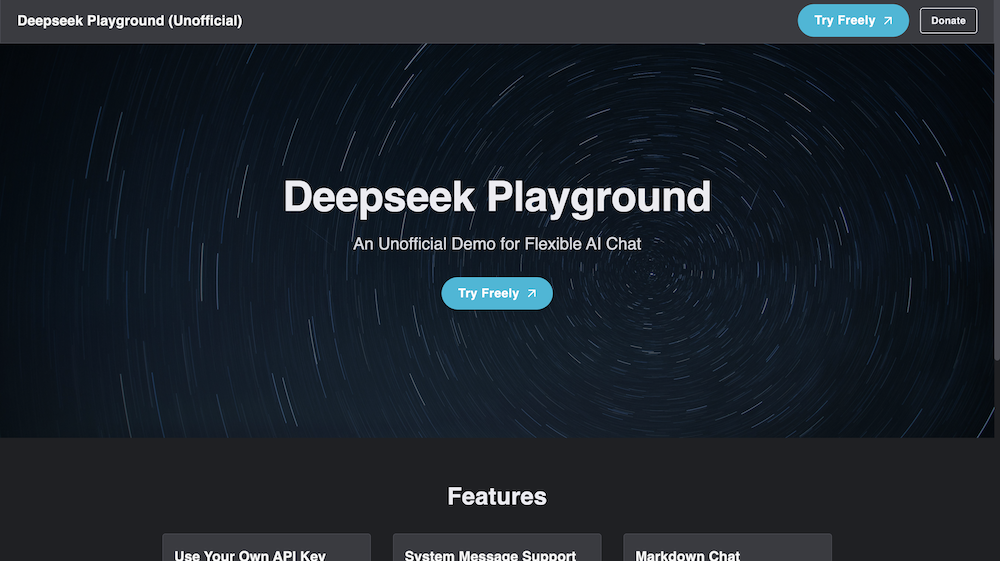 Deepseek Playground (Unofficial)
Try Freely
Donate
Deepseek Playground
An Unofficial Demo for Flexible AI Chat
Try Freely
Features
Use Your Own API Key
System Message Support
Markdown Chat